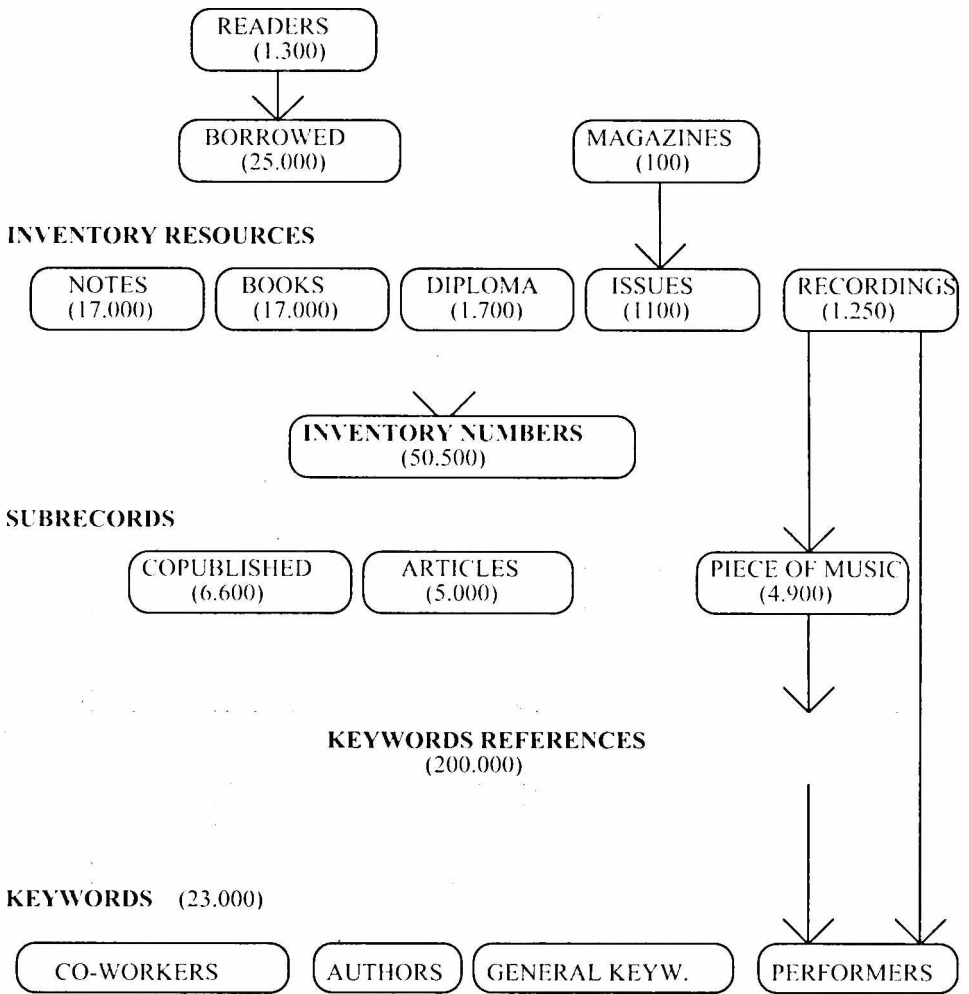 READERS
(1.300)
BORROWED
(25.000)
MAGAZINES
(100)
INVENTORY RESOURCES
NOTES
(17.000)
BOOKS
(17.000)
DIPLOMA
(1.700)
ISSUES
(1100)
RECORDINGS
(1.250)
INVENTORY NUMBERS
(50.500)
SUBRECORDS
COPUBLISHED
(6.600)
ARTICLES
(5.000)
PIECE OF MUSIC
(4.900)
KEYWORDS REFERENCES
(200.000)
KEYWORDS (23.000)
CO-WORKERS
AUTHORS
GENERAL KEYW.
PERFORMERS